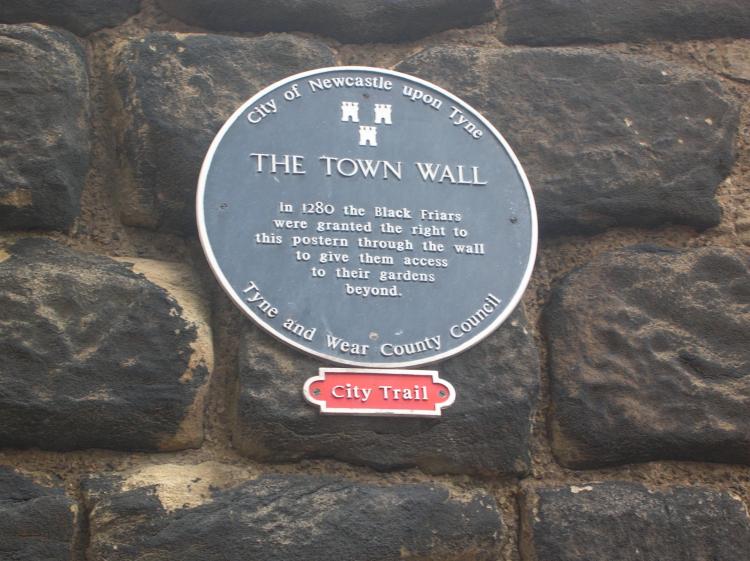 City of Newcastle upon Tyne
THE TOWN WALL
In 1280 the Black Friars
were granted the right to
this postern through the wall
to give them access
to their gardens
beyond.
Tyne and Wear County Council
City Trail